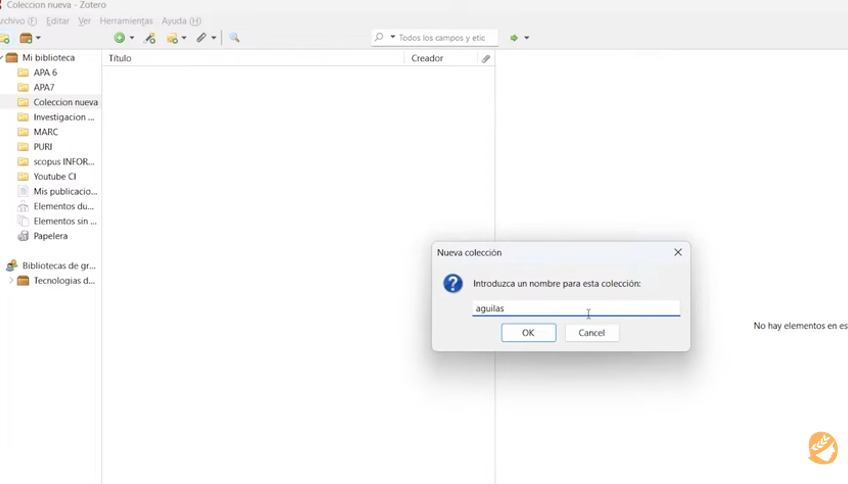 Coleccion nueva - Zotero
Archivo (F) Editar Ver Herramientas Ayuda (H)
Todos los campos y etic
Mi biblioteca
APA 6
APA7
Coleccion nueva
Investigacion ...
MARC
PURI
scopus INFOR...
Youtube CI
Mis publicacio...
Elementos du...
Elementos sin ...
Papelera
Bibliotecas de gr...
Tecnologias d...
Título Creador
Nueva colección
Introduzca un nombre para esta colección:
aguilas
OK Cancel
No hay elementos en es